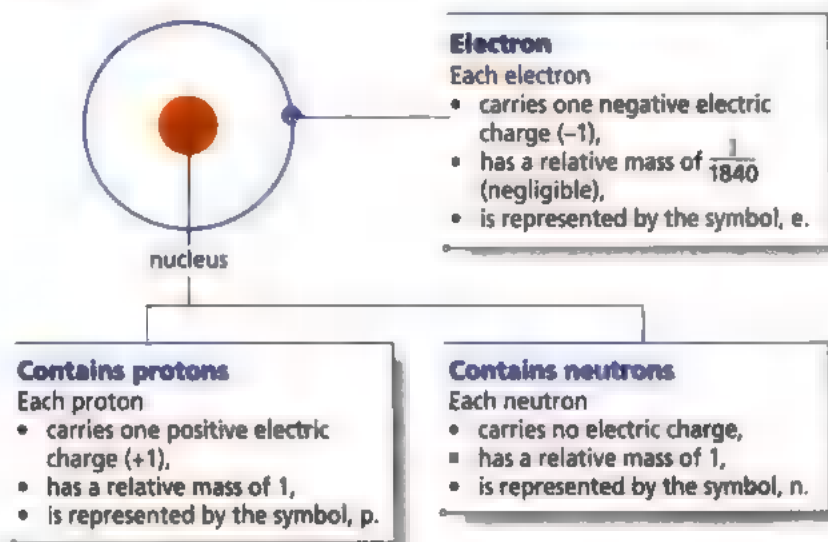 Electron
Each electron
• carries one negative electric
charge (–1),
• has a relative mass of 1/1840
(negligible),
• is represented by the symbol, e.
nucleus
Contains protons
Each proton
• carries one positive electric
charge (+1),
• has a relative mass of 1,
• is represented by the symbol, p.
Contains neutrons
Each neutron
• carries no electric charge,
▪ has a relative mass of 1,
• is represented by the symbol, n.